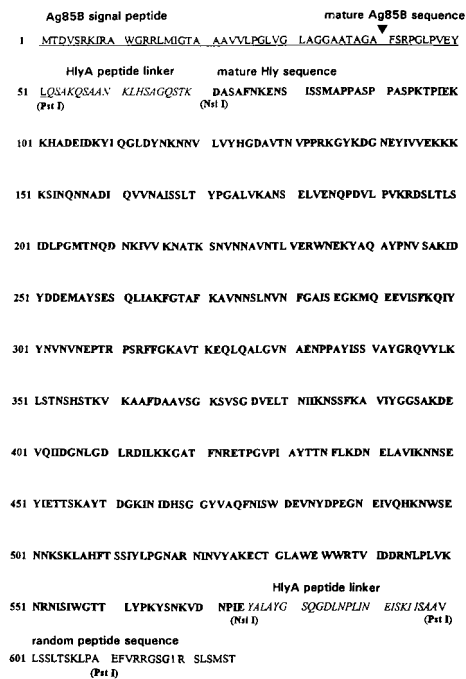 Ag85B signal peptide mature Ag85B sequence
1 MTDVSRKIRA WGRRLMIGTA AAVVLPGLVG LAGGAATAGA FSRPGLPVEY
HlyA peptide linker mature Hly sequence
51 LQSAKQSAAN KLHSAGQSTK DASAFNKENS ISSMAPPASP PASPKTPIEK
(Pst I) (Nsi I)
101 KHADEIDKYI QGLDYNKNNV LVYHGDAVTN VPPRKGYKDG NEYIVVEKKK
151 KSINQNNADI QVVNAISSLT YPGALVKANS ELVENQPDVL PVKRDSLTLS
201 IDLPGMTNQD NKIVV KNATK SNVNNAVNTL VERWNEKYAQ AYPNV SAKID
251 YDDEMAYSES QLIAKFGTAF KAVNNSLNVN FGAIS EGKMQ EEVISFKQIY
301 YNVNVNEPTR PSRFFGKAVT KEQLQALGVN AENPPAYISS VAYGRQVYLK
351 LSTNSHSTKV KAAFDAAVSG KSVSG DVELT NIIKNSSFKA VIYGGSAKDE
401 VQIIDGNLGD LRDILKKGAT FNRETPGVPI AYTTN FLKDN ELAVIKNNSE
451 YIETTSKAYT DGKIN IDHSG GYVAQFNISW DEVNYDPEGN EIVQHKNWSE
501 NNKSKLAHFT SSIYLPGNAR NINVYAKECT GLAWE WWRTV IDDRNLPLVK
HlyA peptide linker
551 NRNISIWGTT LYPKYSNKVD NPIE YALAYG SQGDLNPLIN EISKIISAAV
(Nsi I) (Pst I)
random peptide sequence
601 LSSLTSKLPA EFVRRGSGIR SLSMST
(Pst I)